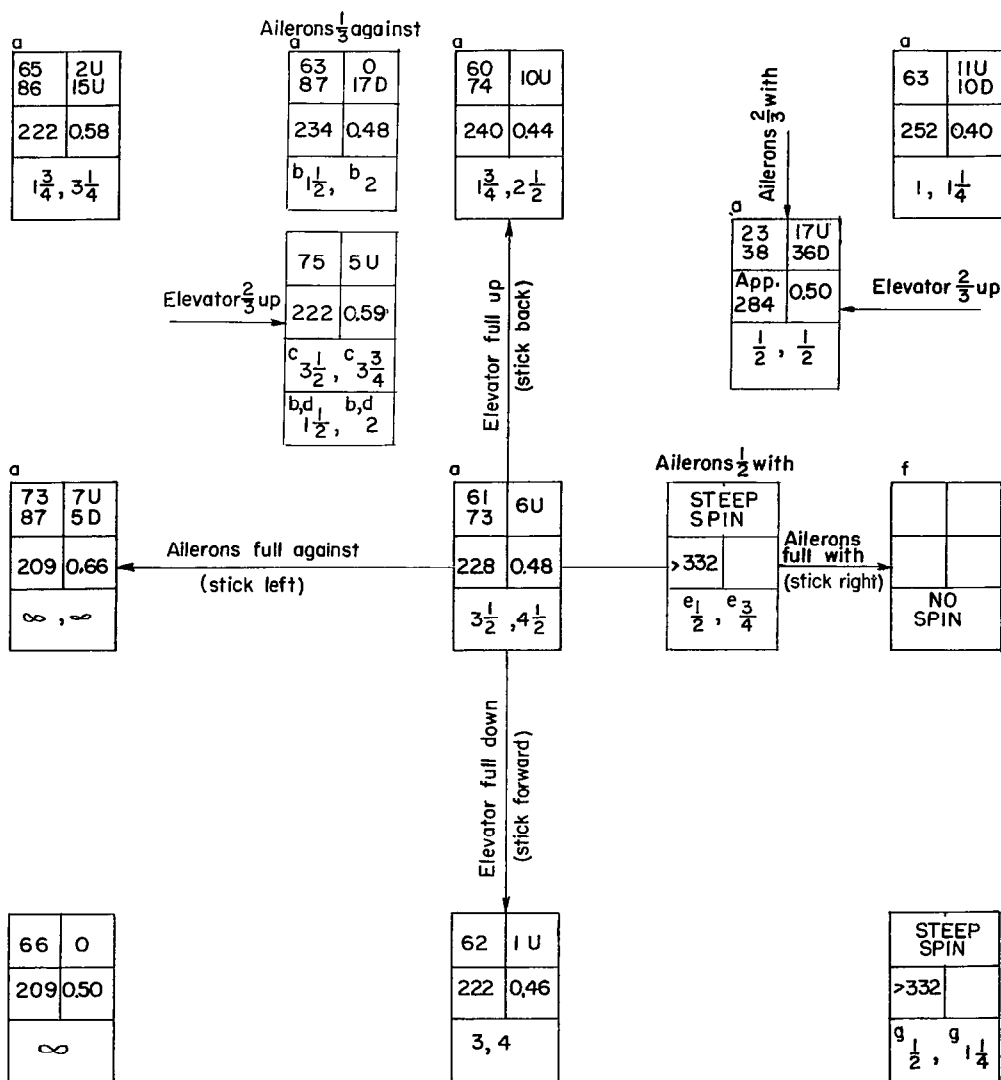 Ailerons 1/3 against
a
65 2U
86 15U
222 0.58
1 3/4, 3 1/4
a
63 0
87 17D
234 0.48
b 1 1/2, b 2
a
60 10U
74
240 0.44
1 3/4, 2 1/2
Ailerons 2/3 with
a
63 11U
10D
252 0.40
1, 1 1/4
Elevator 2/3 up
75 5U
222 0.59
c 3 1/2, c 3 3/4
b,d 1 1/2, b,d 2
Elevator full up
(stick back)
a
23 17U
38 36D
App. 0.50
284
1/2, 1/2
Elevator 2/3 up
a
73 7U
87 5D
209 0.66
∞, ∞
Ailerons full against
(stick left)
a
61 6U
73
228 0.48
3 1/2, 4 1/2
Ailerons 1/2 with
STEEP
SPIN
>332
e 1/2, e 3/4
Ailerons
full with
(stick right)
f
NO
SPIN
Elevator full down
(stick forward)
66 0
209 0.50
∞
62 1U
222 0.46
3, 4
STEEP
SPIN
>332
g 1/2, g 1 1/4